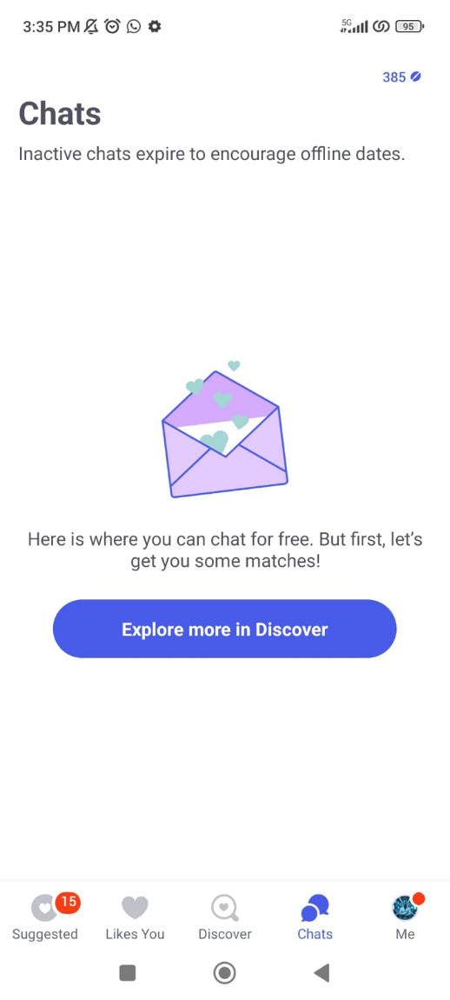 3:35 PM
5G
95
385
Chats
Inactive chats expire to encourage offline dates.
Here is where you can chat for free. But first, let's
get you some matches!
Explore more in Discover
15
Suggested
Likes You
Discover
Chats
Me